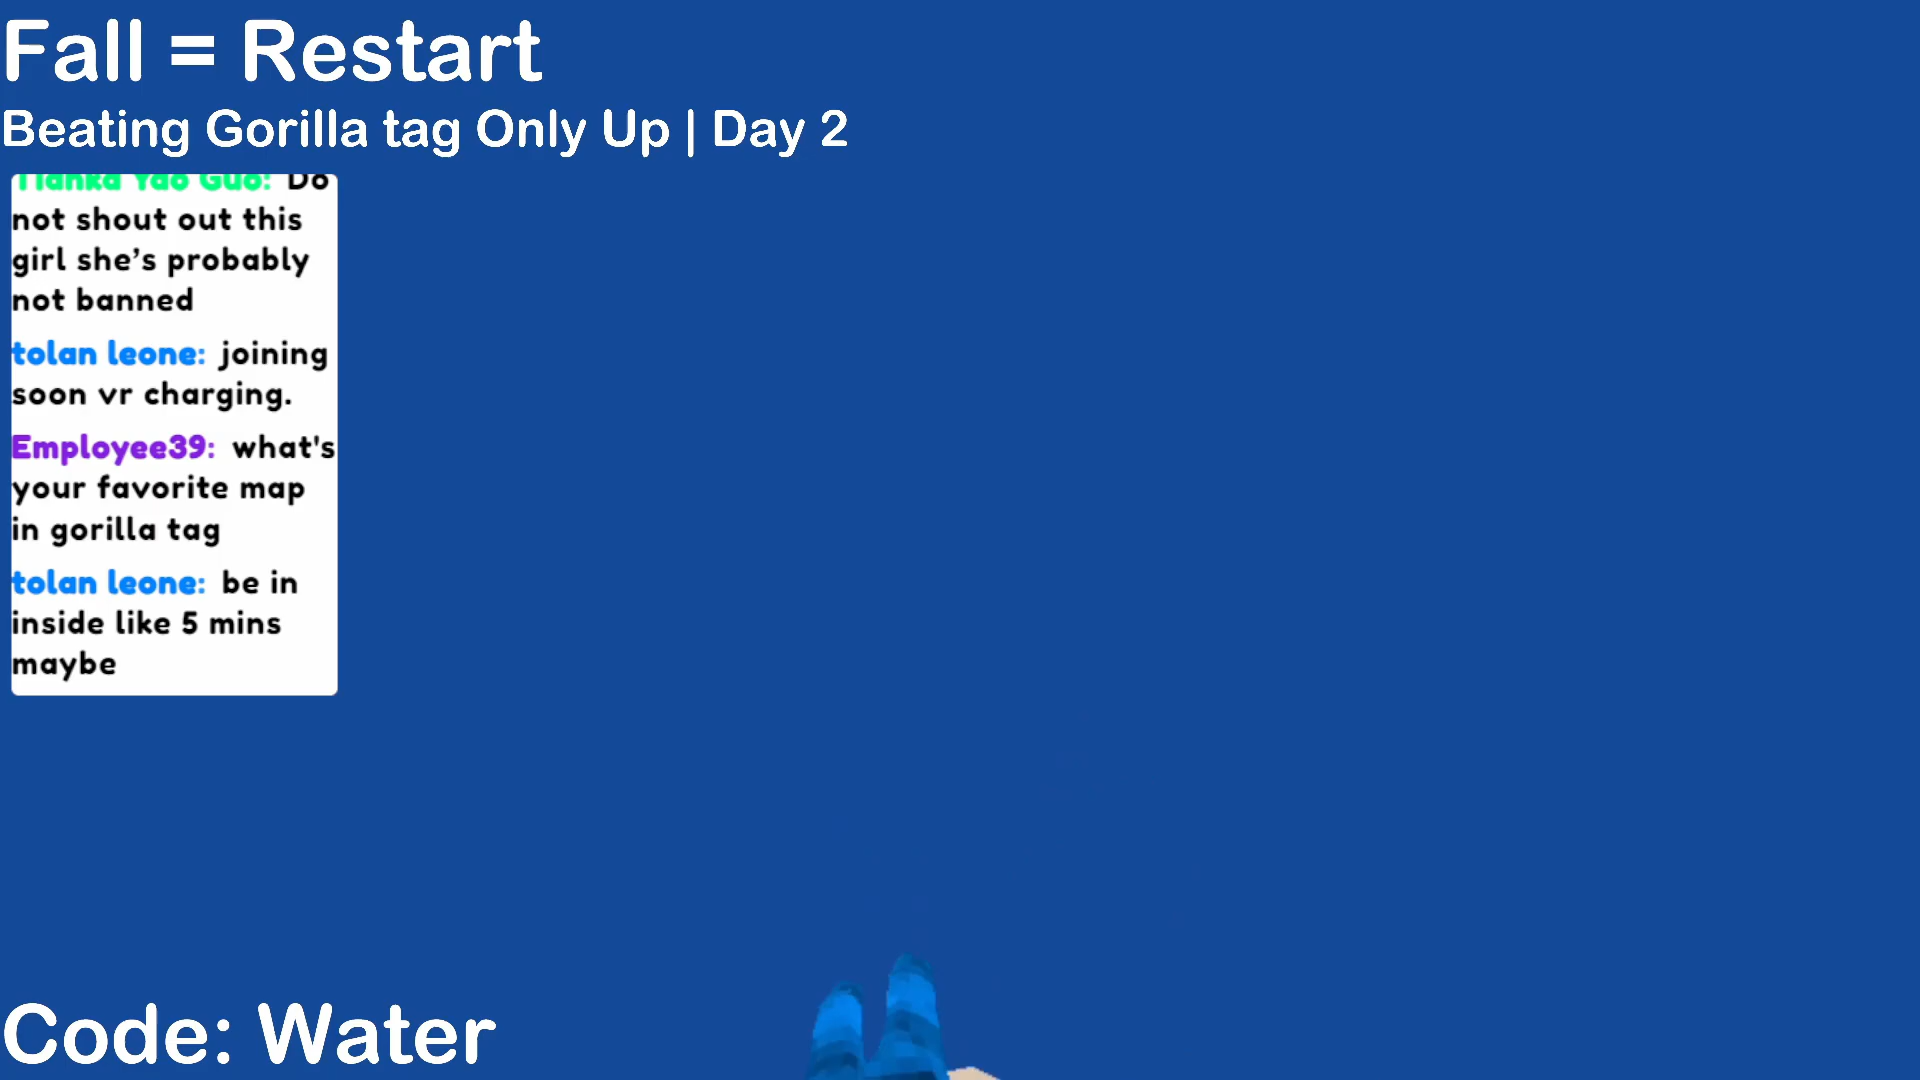 Fall = Restart
Beating Gorilla tag Only Up | Day 2
Yao Guo: Do
not shout out this
girl she's probably
not banned
tolan leone: joining
soon vr charging.
Employee39: what's
your favorite map
in gorilla tag
tolan leone: be in
inside like 5 mins
maybe
Code: Water